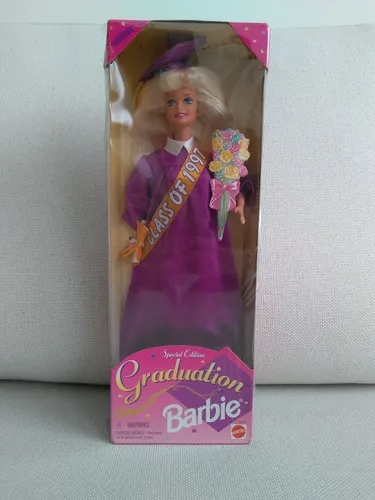 CLASS OF 1997
Special Edition
Graduation
Barbie
WARNING:
MATTEL